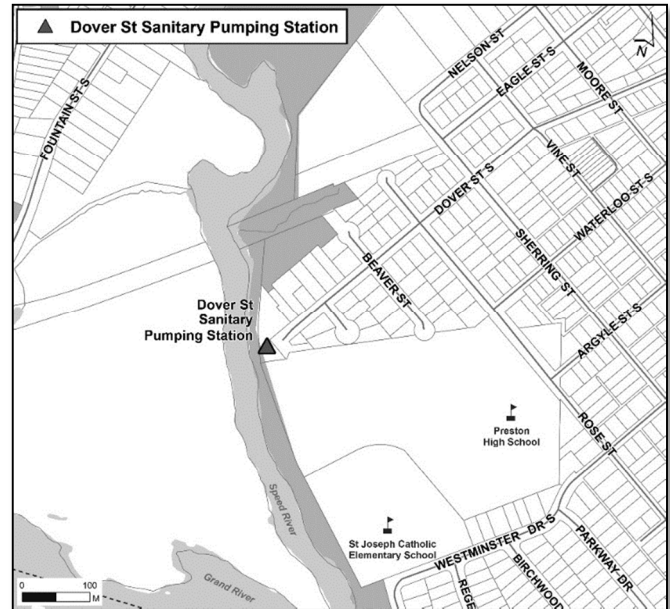 Dover St Sanitary Pumping Station
N
NELSON ST
EAGLE ST S
MOORE ST
FOUNTAIN ST S
VINE ST
DOVER ST S
WATERLOO ST S
SHERRING ST
BEAVER ST
Dover St
Sanitary
Pumping Station
ARGYLE ST S
ROSE ST
Preston
High School
Speed River
St Joseph Catholic
Elementary School
WESTMINSTER DR S
PARKWAY DR
BIRCHWOOD
REGE
Grand River
0 100
M